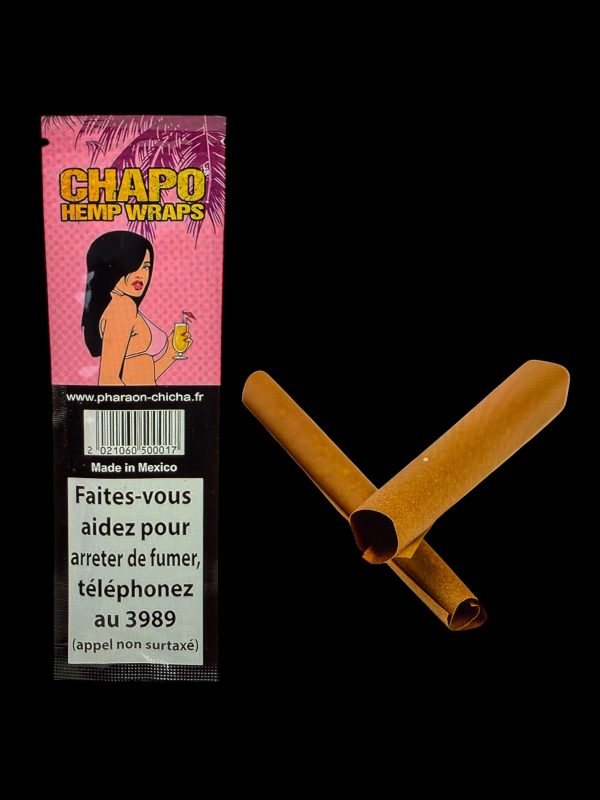 CHAPO
HEMP WRAPS
www.pharaon-chicha.fr
2 021060 500017
Made in Mexico
Faites-vous
aidez pour
arreter de fumer,
téléphonez
au 3989
(appel non surtaxé)